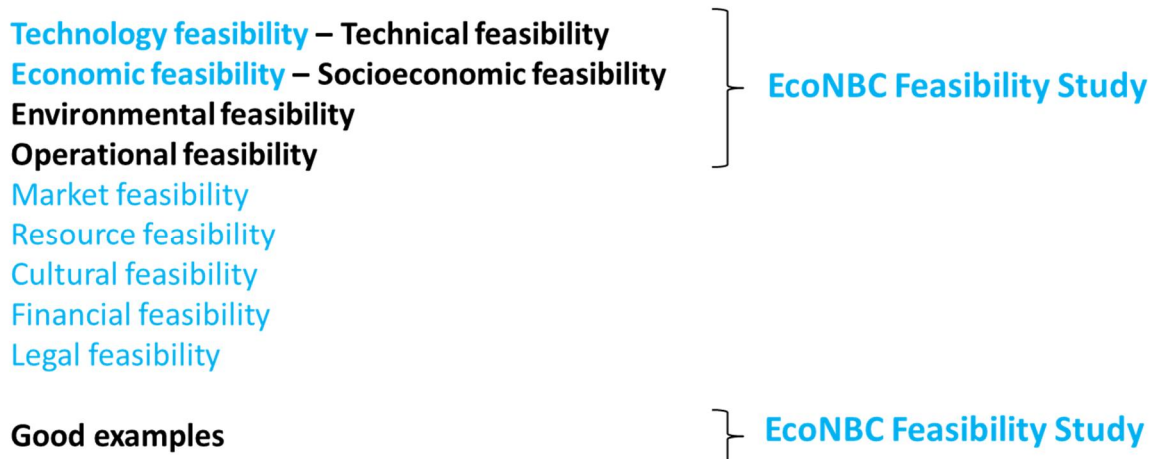 Technology feasibility – Technical feasibility
Economic feasibility – Socioeconomic feasibility
EcoNBC Feasibility Study
Environmental feasibility
Operational feasibility
Market feasibility
Resource feasibility
Cultural feasibility
Financial feasibility
Legal feasibility
Good examples
EcoNBC Feasibility Study